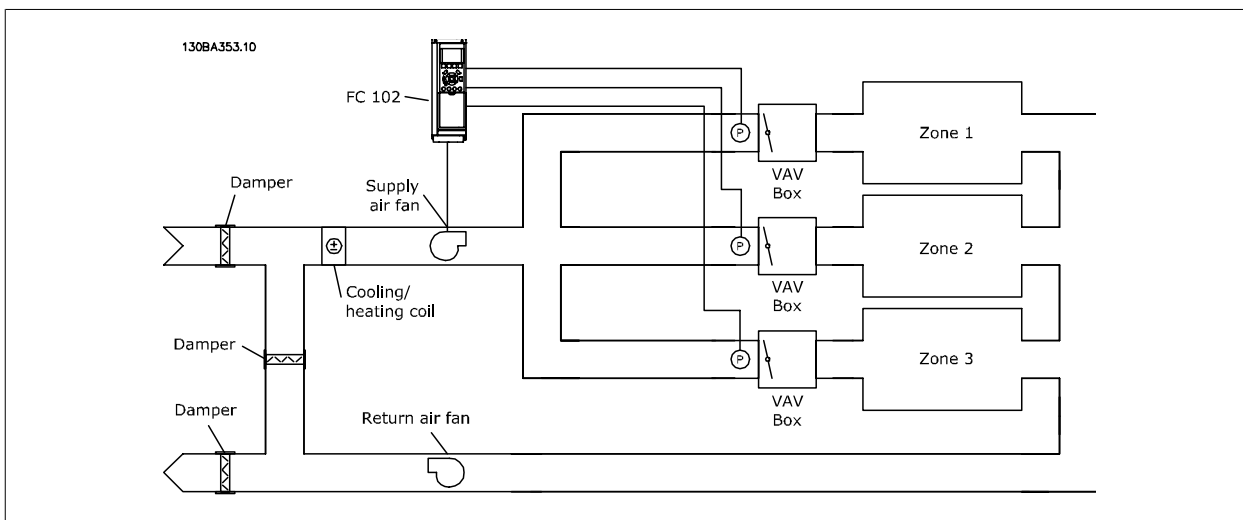 130BA353.10
FC 102
Damper
Supply
air fan
Cooling/
heating coil
Damper
Damper
Return air fan
P
VAV
Box
Zone 1
P
VAV
Box
Zone 2
P
VAV
Box
Zone 3